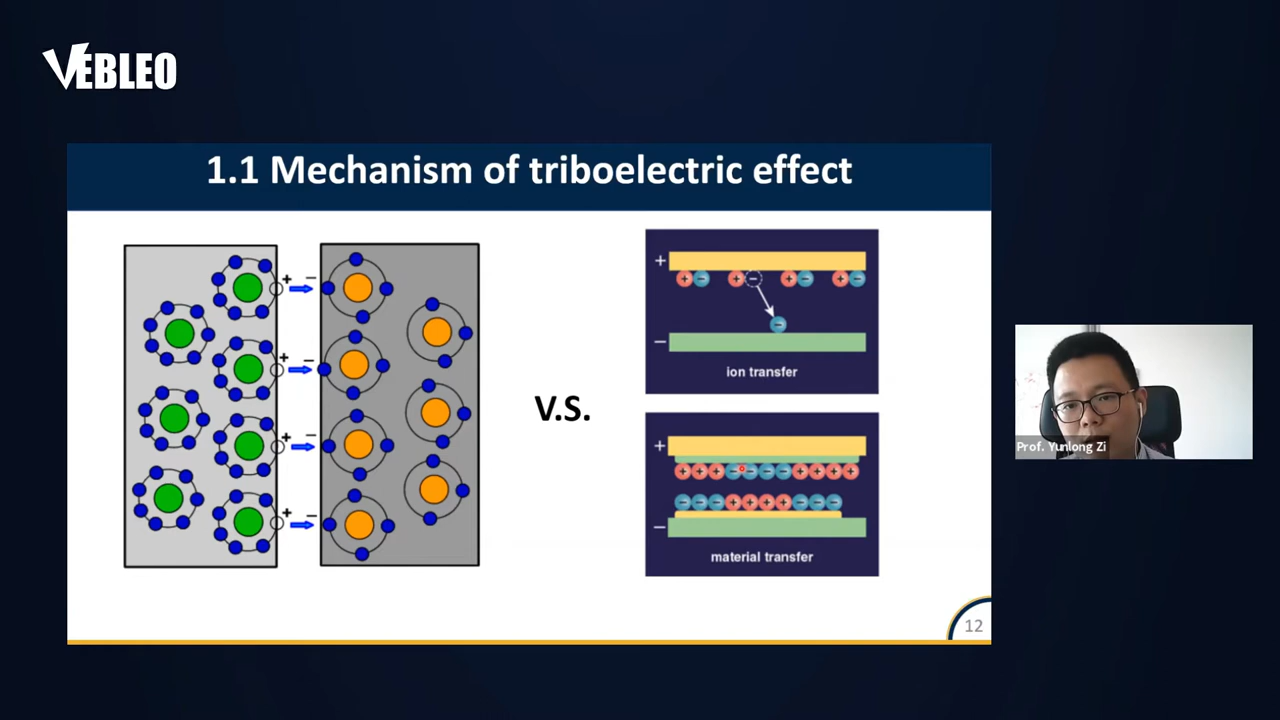 VEBLEO
1.1 Mechanism of triboelectric effect
+ −
+ −
+ −
+ −
V.S.
+
+ − + − + − + −
−
−
ion transfer
+
+ + + − − − − + + + +
− − − + + + + − − −
−
material transfer
Prof. Yunlong Zi
12